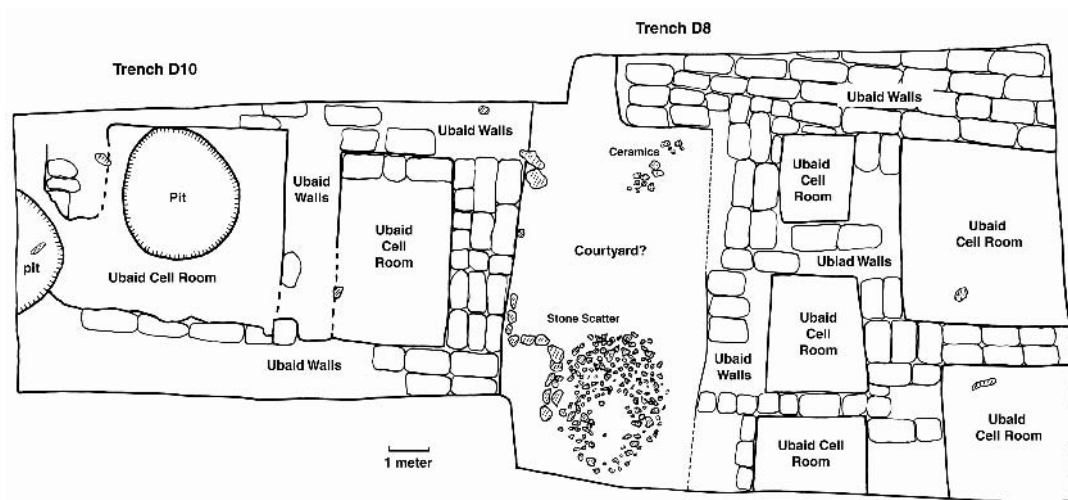 Trench D8
Trench D10
Ubaid Walls
Ubaid Walls
Ceramics
Pit
Ubaid
Walls
Ubaid
Cell
Room
Ubaid
Cell
Room
Ubaid
Cell Room
Courtyard?
pit
Ubaid Cell Room
Ublad Walls
Stone Scatter
Ubaid
Cell
Room
Ubaid Walls
Ubaid
Walls
Ubaid
Cell Room
Ubaid Cell
Room
1 meter